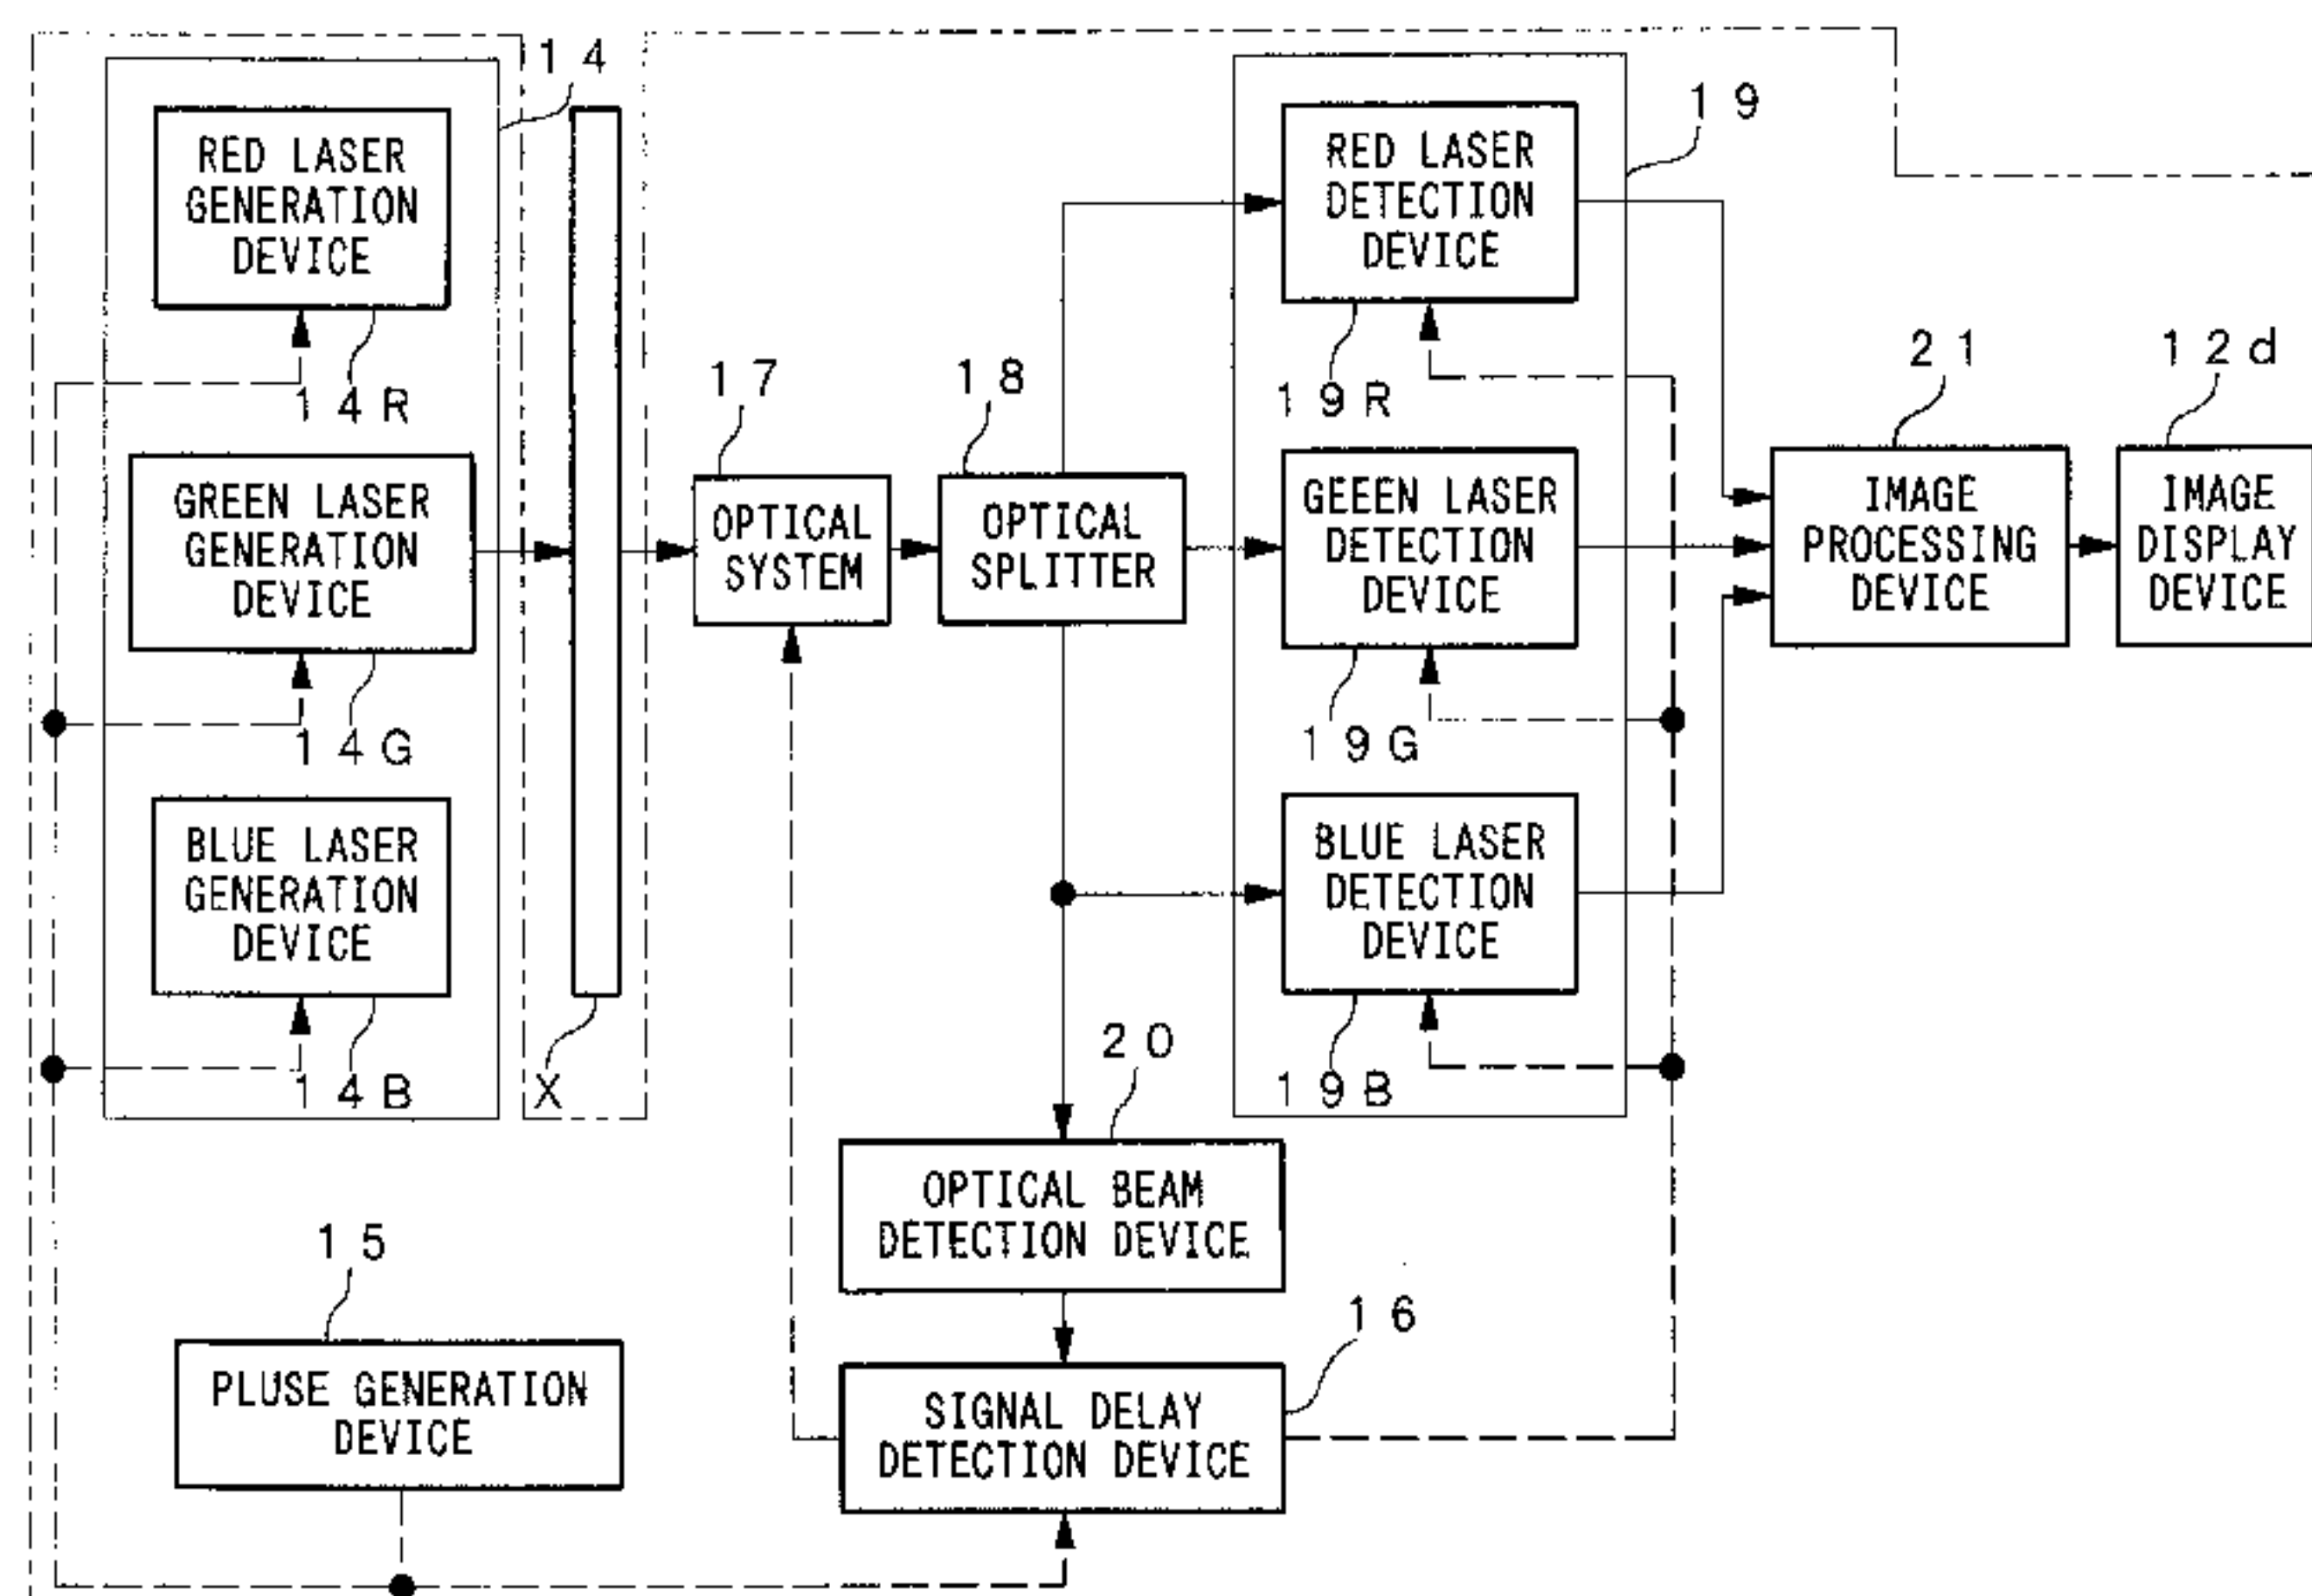 14
RED LASER
GENERATION
DEVICE
14R
GREEN LASER
GENERATION
DEVICE
14G
BLUE LASER
GENERATION
DEVICE
14B
X
15
PLUSE GENERATION
DEVICE
17
OPTICAL
SYSTEM
18
OPTICAL
SPLITTER
19
RED LASER
DETECTION
DEVICE
19R
GEEEN LASER
DETECTION
DEVICE
19G
BLUE LASER
DETECTION
DEVICE
19B
20
OPTICAL BEAM
DETECTION DEVICE
16
SIGNAL DELAY
DETECTION DEVICE
21
IMAGE
PROCESSING
DEVICE
12d
IMAGE
DISPLAY
DEVICE